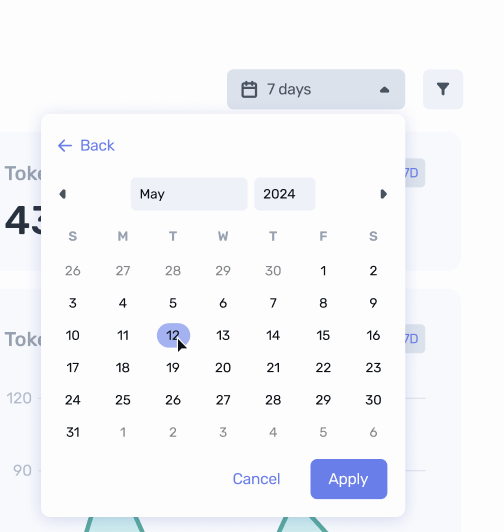 7 days
Back
Toke
7D
43
May 2024
S M T W T F S
26 27 28 29 30 1 2
3 4 5 6 7 8 9
10 11 12 13 14 15 16
Toke
7D
17 18 19 20 21 22 23
120
24 25 26 27 28 29 30
31 1 2 3 4 5 6
90
Cancel Apply